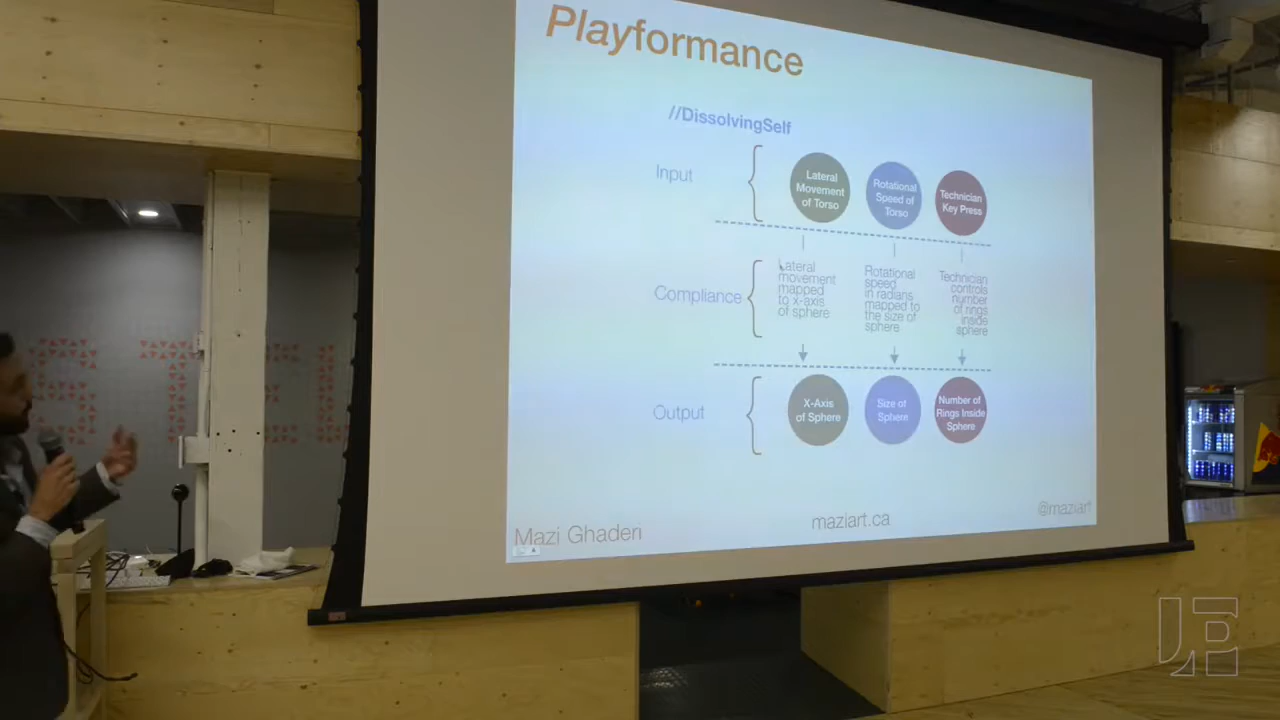 Playformance
//DissolvingSelf
Input
Lateral
Movement
of Torso
Rotational
Speed of
Torso
Technician
Key Press
Compliance
Lateral
movement
mapped
to x-axis
of sphere
Rotational
speed
in radians
mapped to
the size of
sphere
Technician
controls
number
of rings
inside
sphere
Output
X-Axis
of Sphere
Size of
Sphere
Number of
Rings Inside
Sphere
Mazi Ghaderi
maziart.ca
@maziart